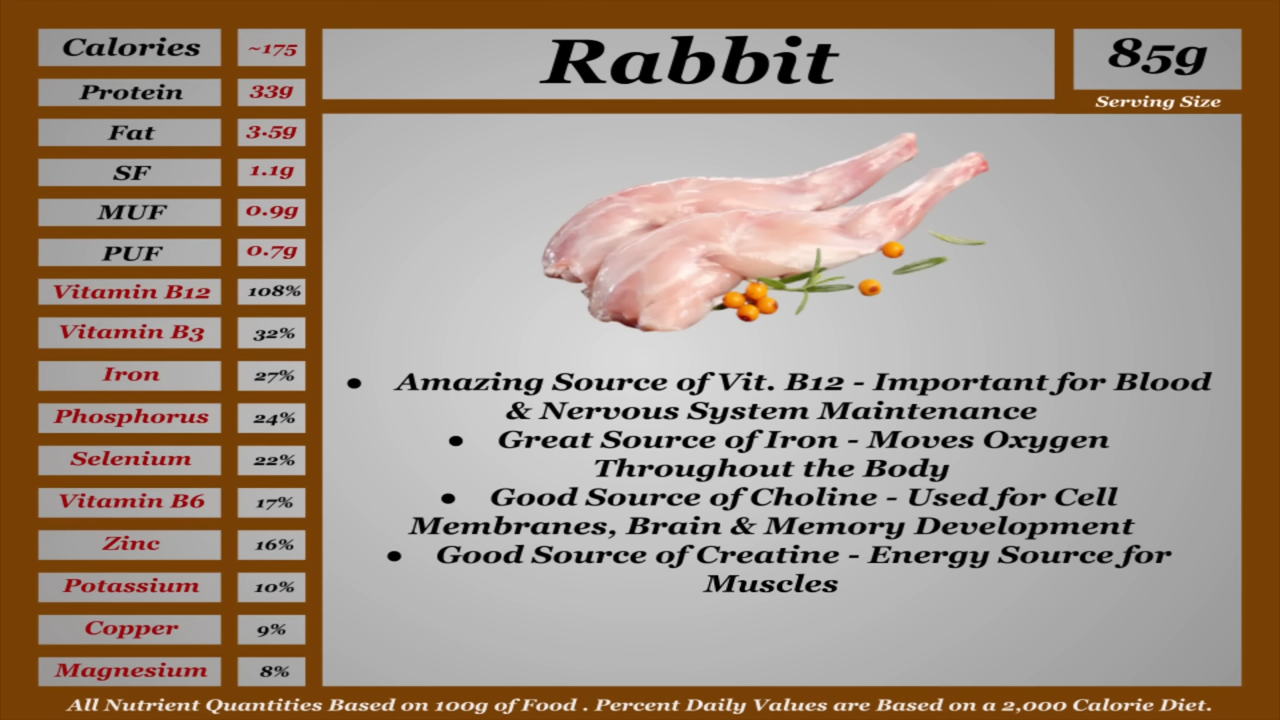 Rabbit
85g
Serving Size
Calories ~175
Protein 33g
Fat 3.5g
SF 1.1g
MUF 0.9g
PUF 0.7g
Vitamin B12 108%
Vitamin B3 32%
Iron 27%
Phosphorus 24%
Selenium 22%
Vitamin B6 17%
Zinc 16%
Potassium 10%
Copper 9%
Magnesium 8%
● Amazing Source of Vit. B12 - Important for Blood
& Nervous System Maintenance
● Great Source of Iron - Moves Oxygen
Throughout the Body
● Good Source of Choline - Used for Cell
Membranes, Brain & Memory Development
● Good Source of Creatine - Energy Source for
Muscles
All Nutrient Quantities Based on 100g of Food . Percent Daily Values are Based on a 2,000 Calorie Diet.